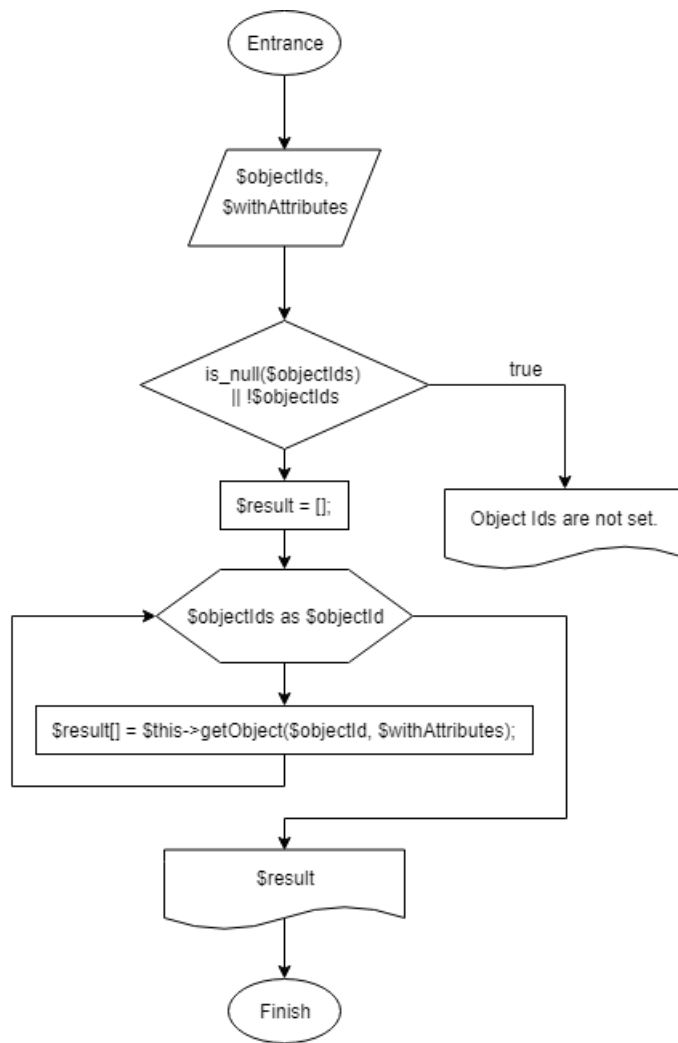 Entrance
$objectIds,
$withAttributes
is_null($objectIds)
|| !$objectIds
true
$result = [];
Object Ids are not set.
$objectIds as $objectId
$result[] = $this->getObject($objectId, $withAttributes);
$result
Finish